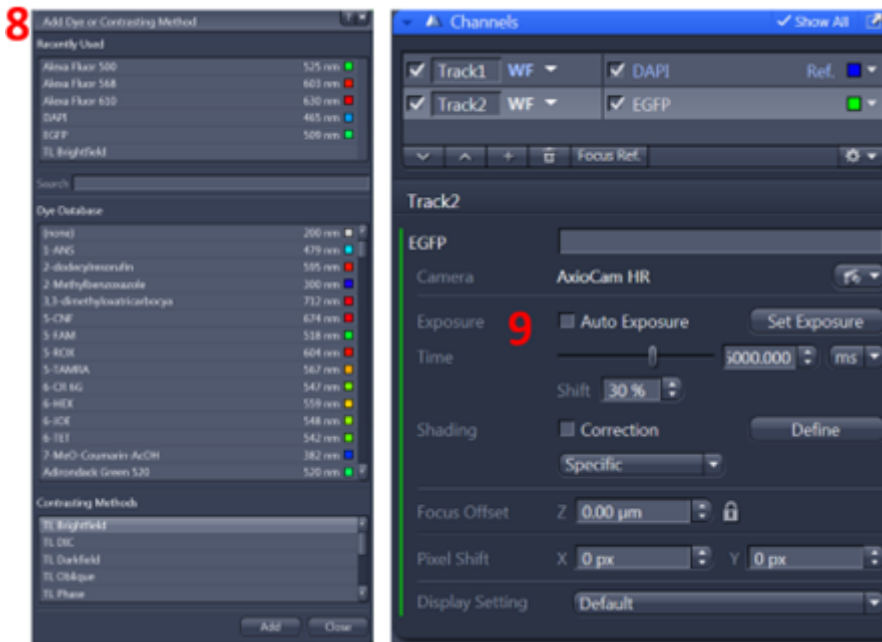 8
Add Dye or Contrasting Method ? ×
Recently Used
Alexa Fluor 500 525 nm
Alexa Fluor 568 603 nm
Alexa Fluor 610 630 nm
DAPI 465 nm
EGFP 509 nm
TL Brightfield
Search
Dye Database
(none) 200 nm
1-ANS 479 nm
2-dodecylresorufin 595 nm
2-Methylbenzoxazole 300 nm
712 nm
5-CNF 674 nm
5-FAM 518 nm
5-ROX 604 nm
5-TAMRA 567 nm
6-CR 6G 547 nm
6-HEX 559 nm
6-JOE 548 nm
6-TET 542 nm
7-MeO-Coumarin-AcOH 382 nm
Adirondack Green 520 520 nm
Contrasting Methods
TL Brightfield
TL DIC
TL Darkfield
TL Oblique
TL Phase
Add Close
Channels Show All
Track1 WF DAPI Ref.
Track2 WF EGFP
+ Focus Ref.
Track2
EGFP
Camera AxioCam HR
Exposure 9 Auto Exposure Set Exposure
Time 5000.000 ms
Shift 30 %
Shading Correction Define
Specific
Focus Offset Z 0.00 µm
Pixel Shift X 0 px Y 0 px
Display Setting Default